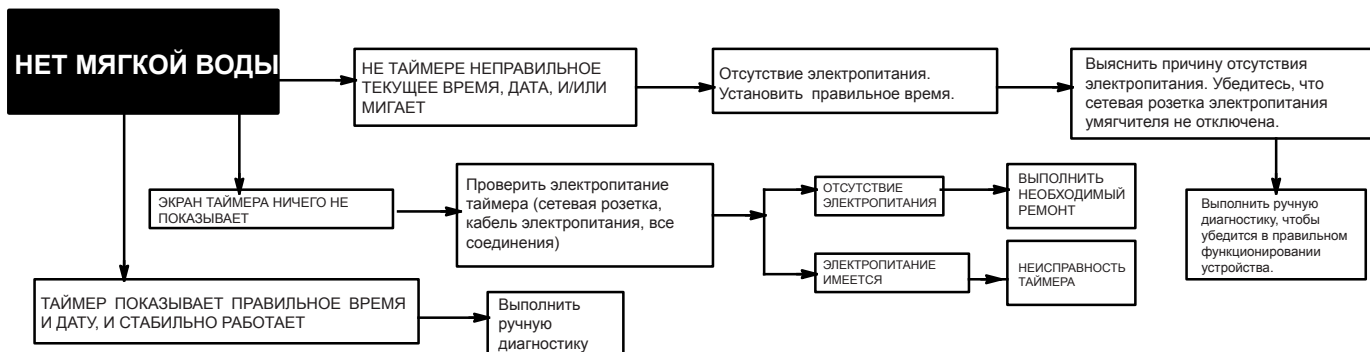 НЕТ МЯГКОЙ ВОДЫ
НЕ ТАЙМЕРЕ НЕПРАВИЛЬНОЕ
ТЕКУЩЕЕ ВРЕМЯ, ДАТА, И/ИЛИ
МИГАЕТ
Отсутствие электропитания.
Установить правильное время.
Выяснить причину отсутствия
электропитания. Убедитесь, что
сетевая розетка электропитания
умягчителя не отключена.
ЭКРАН ТАЙМЕРА НИЧЕГО НЕ
ПОКАЗЫВАЕТ
Проверить электропитание
таймера (сетевая розетка,
кабель электропитания, все
соединения)
ОТСУТСТВИЕ
ЭЛЕКТРОПИТАНИЯ
ВЫПОЛНИТЬ
НЕОБХОДИМЫЙ
РЕМОНТ
Выполнить ручную
диагностику, чтобы
убедится в правильном
функционировании
устройства.
ЭЛЕКТРОПИТАНИЕ
ИМЕЕТСЯ
НЕИСПРАВНОСТЬ
ТАЙМЕРА
ТАЙМЕР ПОКАЗЫВАЕТ ПРАВИЛЬНОЕ ВРЕМЯ
И ДАТУ, И СТАБИЛЬНО РАБОТАЕТ
Выполнить
ручную
диагностику